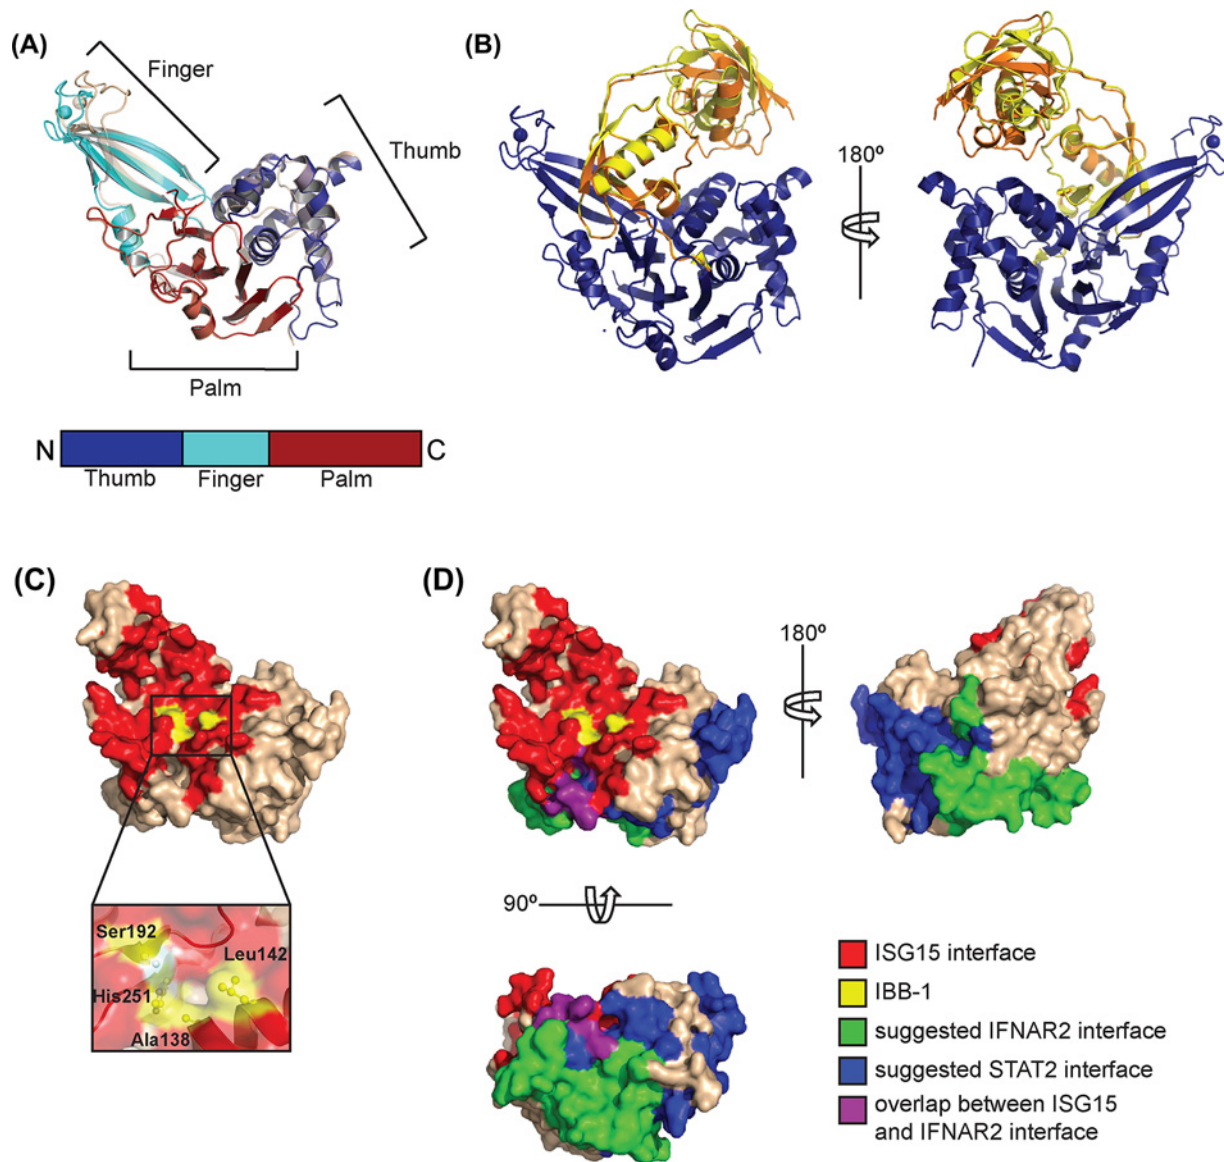 (A)
Finger
Thumb
Palm
N
C
Thumb
Finger
Palm
(B)
180º
(C)
Ser192
Leu142
His251
Ala138
(D)
180º
90º
ISG15 interface
IBB-1
suggested IFNAR2 interface
suggested STAT2 interface
overlap between ISG15
and IFNAR2 interface